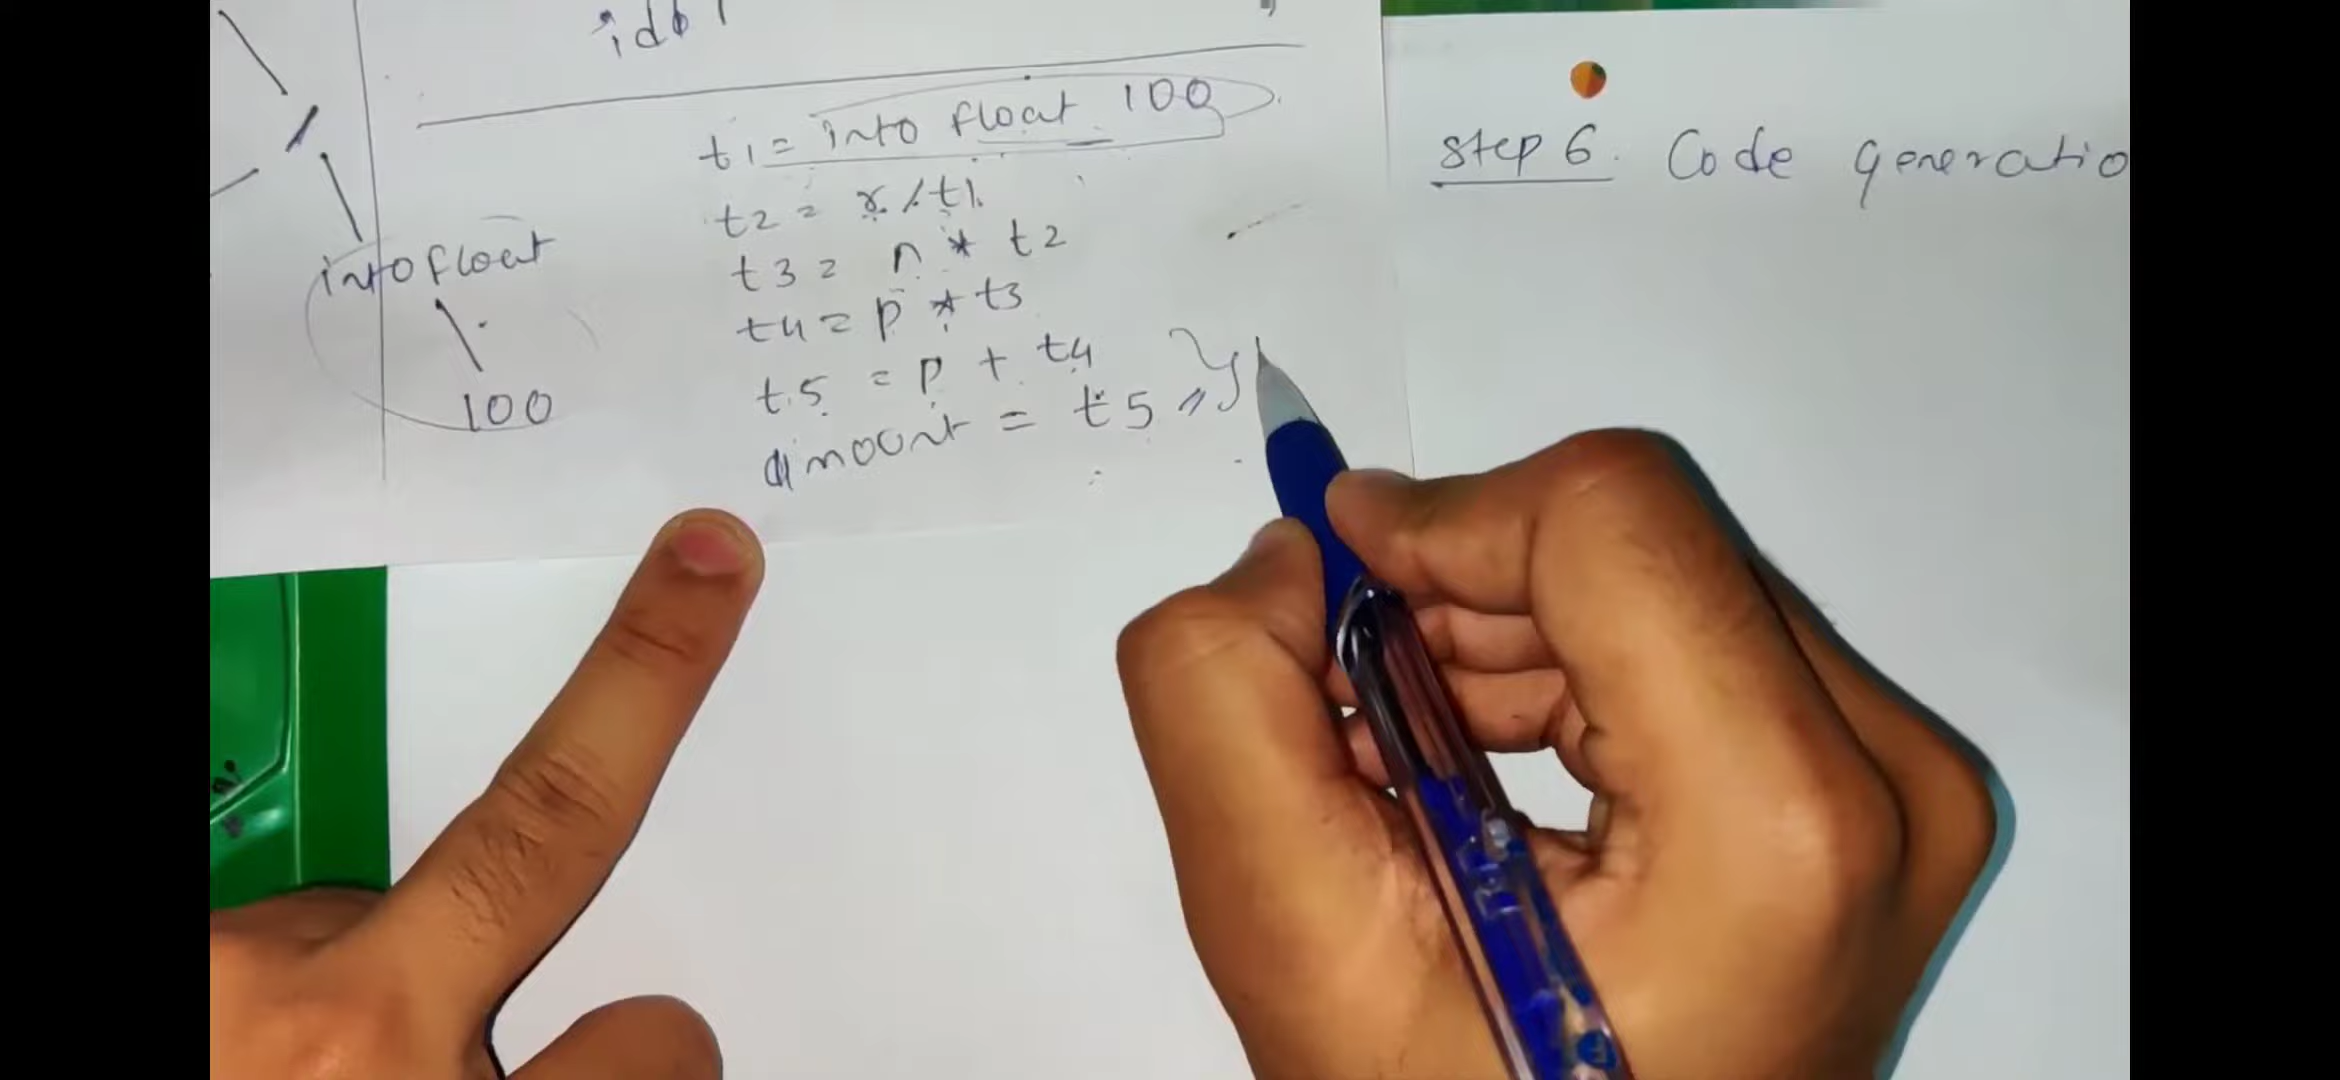 id
t1 = into float 100
t2 = r / t1
t3 = n * t2
t4 = p * t3
t5 = p + t4
amount = t5 //
into float
100
step 6. Code generatio